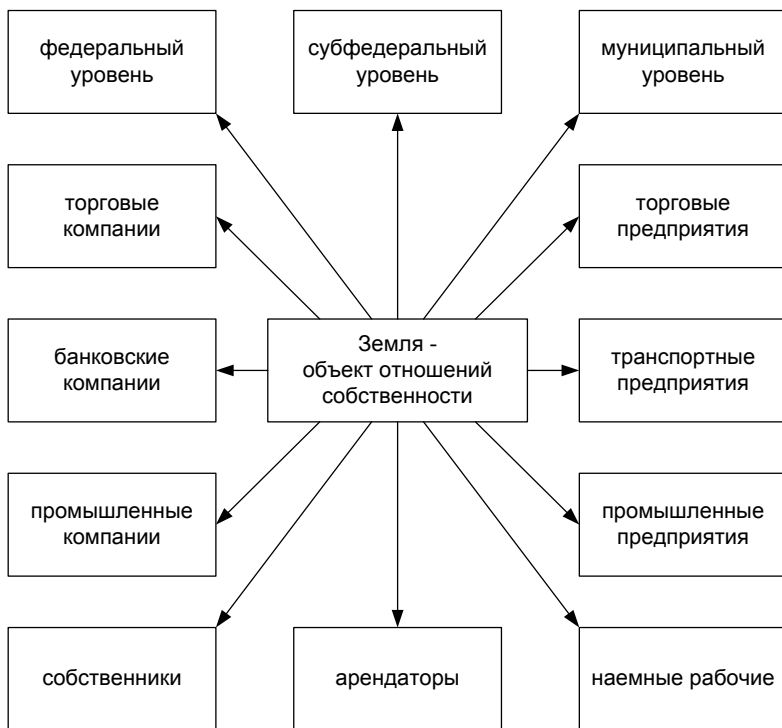 федеральный
уровень
субфедеральный
уровень
муниципальный
уровень
торговые
компании
торговые
предприятия
банковские
компании
Земля -
объект отношений
собственности
транспортные
предприятия
промышленные
компании
промышленные
предприятия
собственники
арендаторы
наемные рабочие